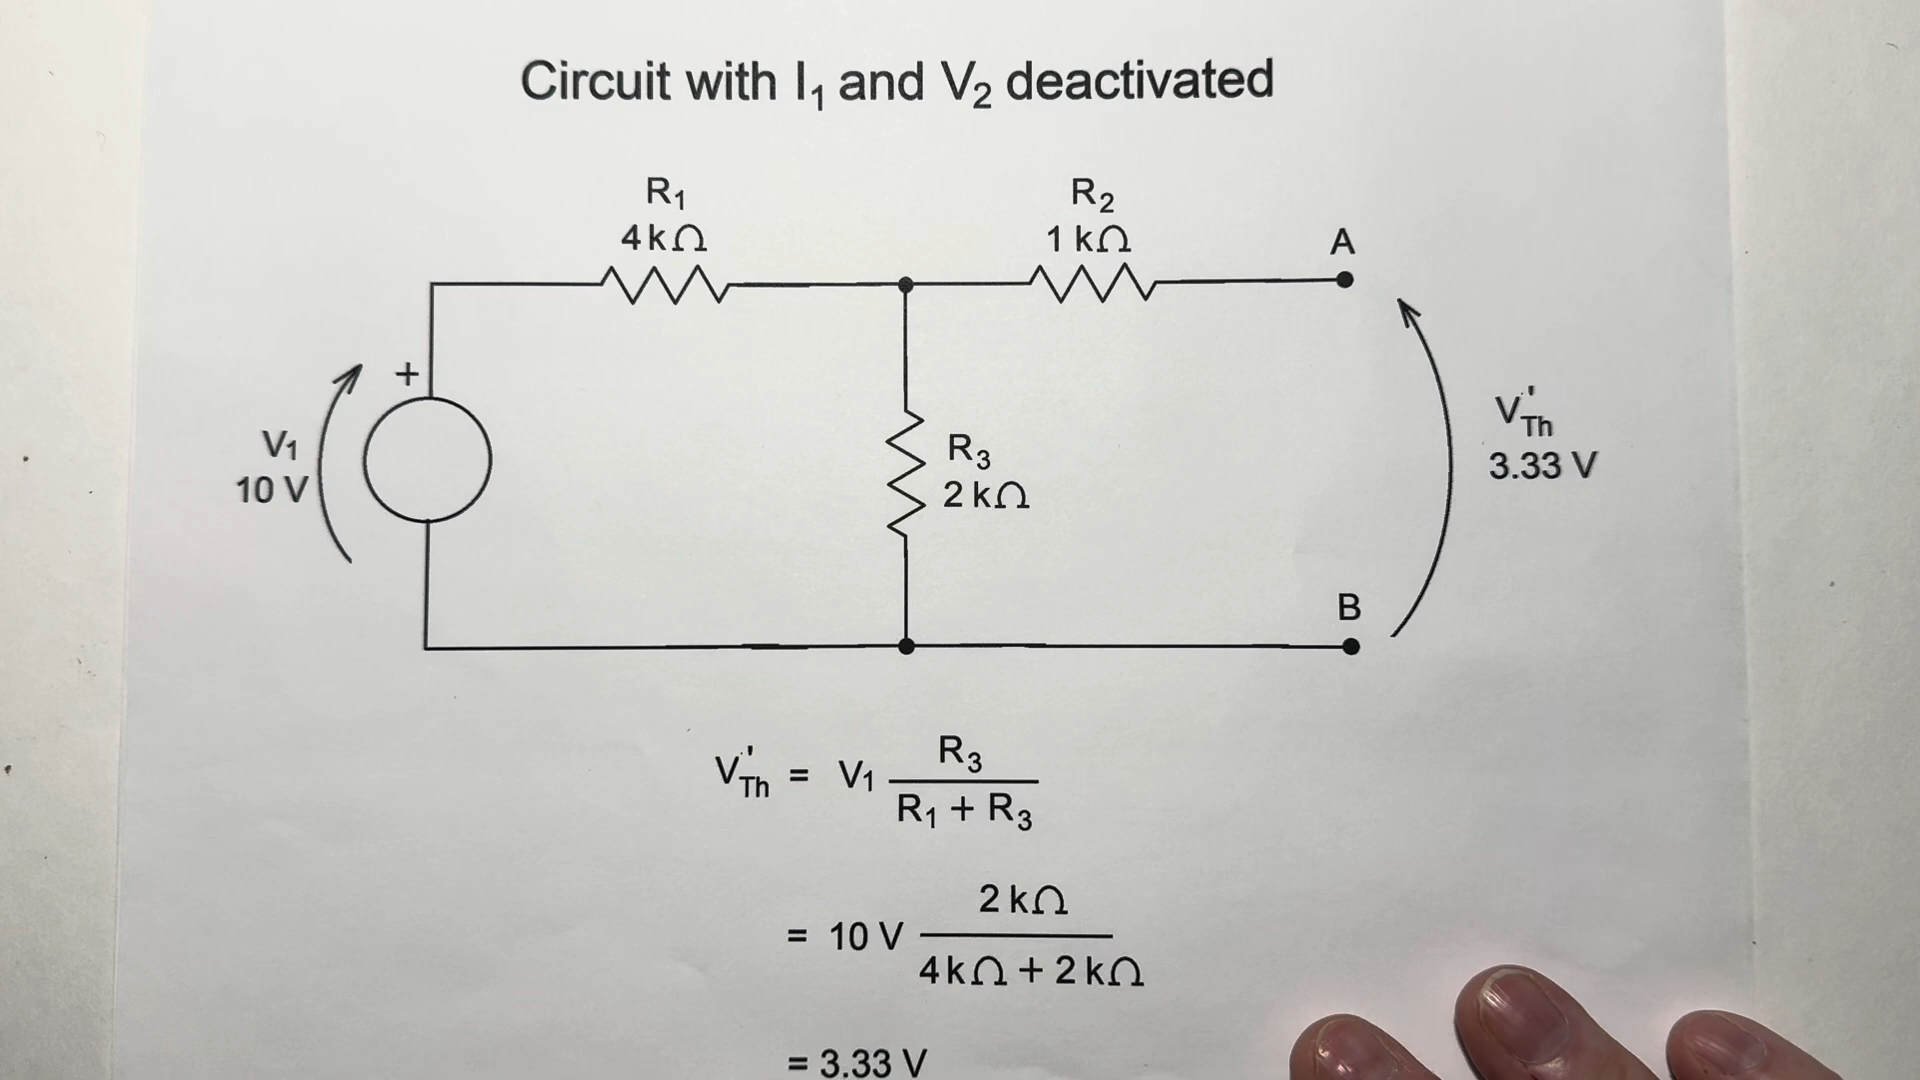 Circuit with I₁ and V₂ deactivated
R₁
4 kΩ
R₂
1 kΩ
A
+
V₁
10 V
R₃
2 kΩ
V'Th
3.33 V
B
V'Th = V₁ R₃ / (R₁ + R₃)
= 10 V 2 kΩ / (4 kΩ + 2 kΩ)
= 3.33 V